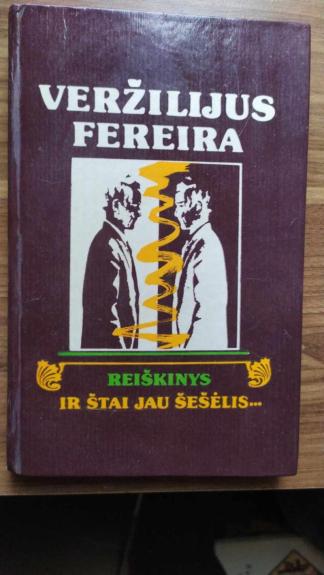 VERŽILIJUS
FEREIRA
REIŠKINYS
IR ŠTAI JAU ŠEŠĖLIS...